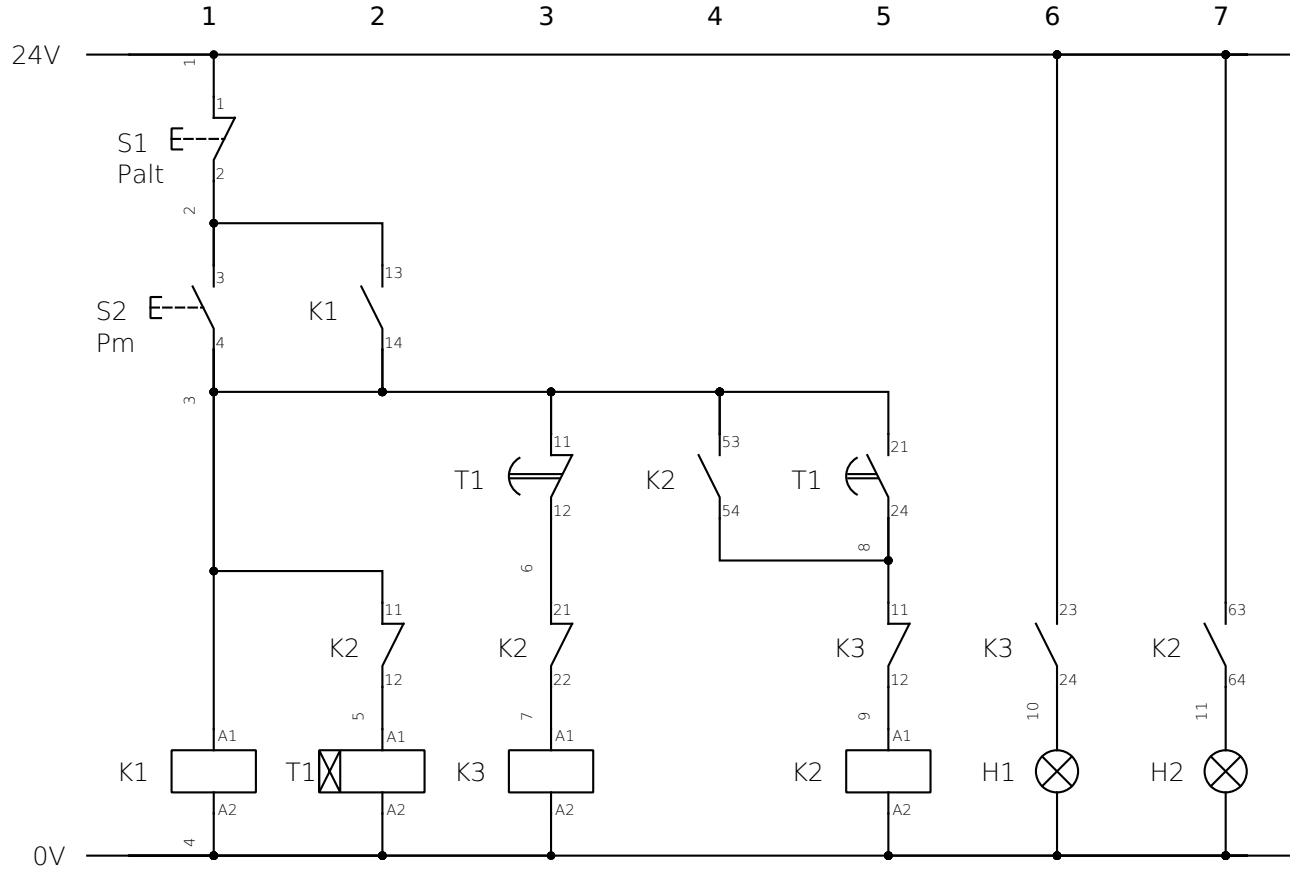 1 2 3 4 5 6 7
24V
1
1
S1
Palt
2
2
3 13
S2 K1
Pm
4 14
3
11 53 21
T1 K2 T1
12 54 24
6 8
11 21 11 23 63
K2 K2 K3 K3 K2
12 22 12 24 64
5 7 9 10 11
A1 A1 A1 A1
K1 T1 K3 K2 H1 H2
A2 A2 A2 A2
4
0V